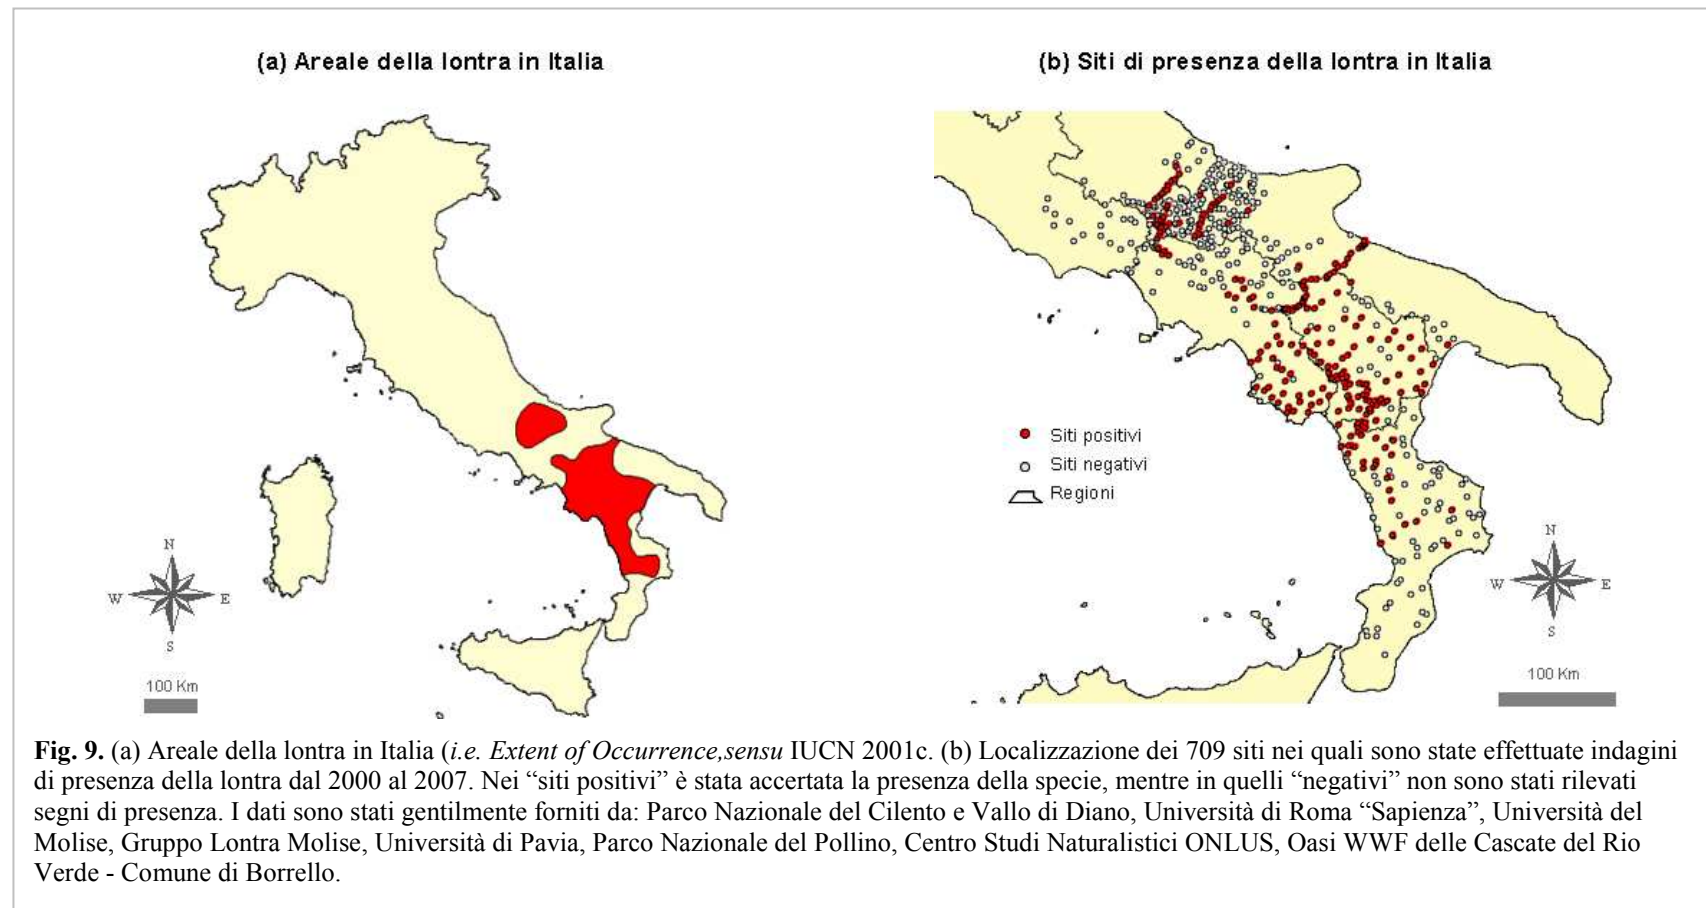 (a) Areale della lontra in Italia
(b) Siti di presenza della lontra in Italia
Siti positivi
Siti negativi
Regioni
N
W E
S
100 Km
N
W E
S
100 Km
Fig. 9. (a) Areale della lontra in Italia (i.e. Extent of Occurrence,sensu IUCN 2001c. (b) Localizzazione dei 709 siti nei quali sono state effettuate indagini
di presenza della lontra dal 2000 al 2007. Nei “siti positivi” è stata accertata la presenza della specie, mentre in quelli “negativi” non sono stati rilevati
segni di presenza. I dati sono stati gentilmente forniti da: Parco Nazionale del Cilento e Vallo di Diano, Università di Roma “Sapienza”, Università del
Molise, Gruppo Lontra Molise, Università di Pavia, Parco Nazionale del Pollino, Centro Studi Naturalistici ONLUS, Oasi WWF delle Cascate del Rio
Verde - Comune di Borrello.